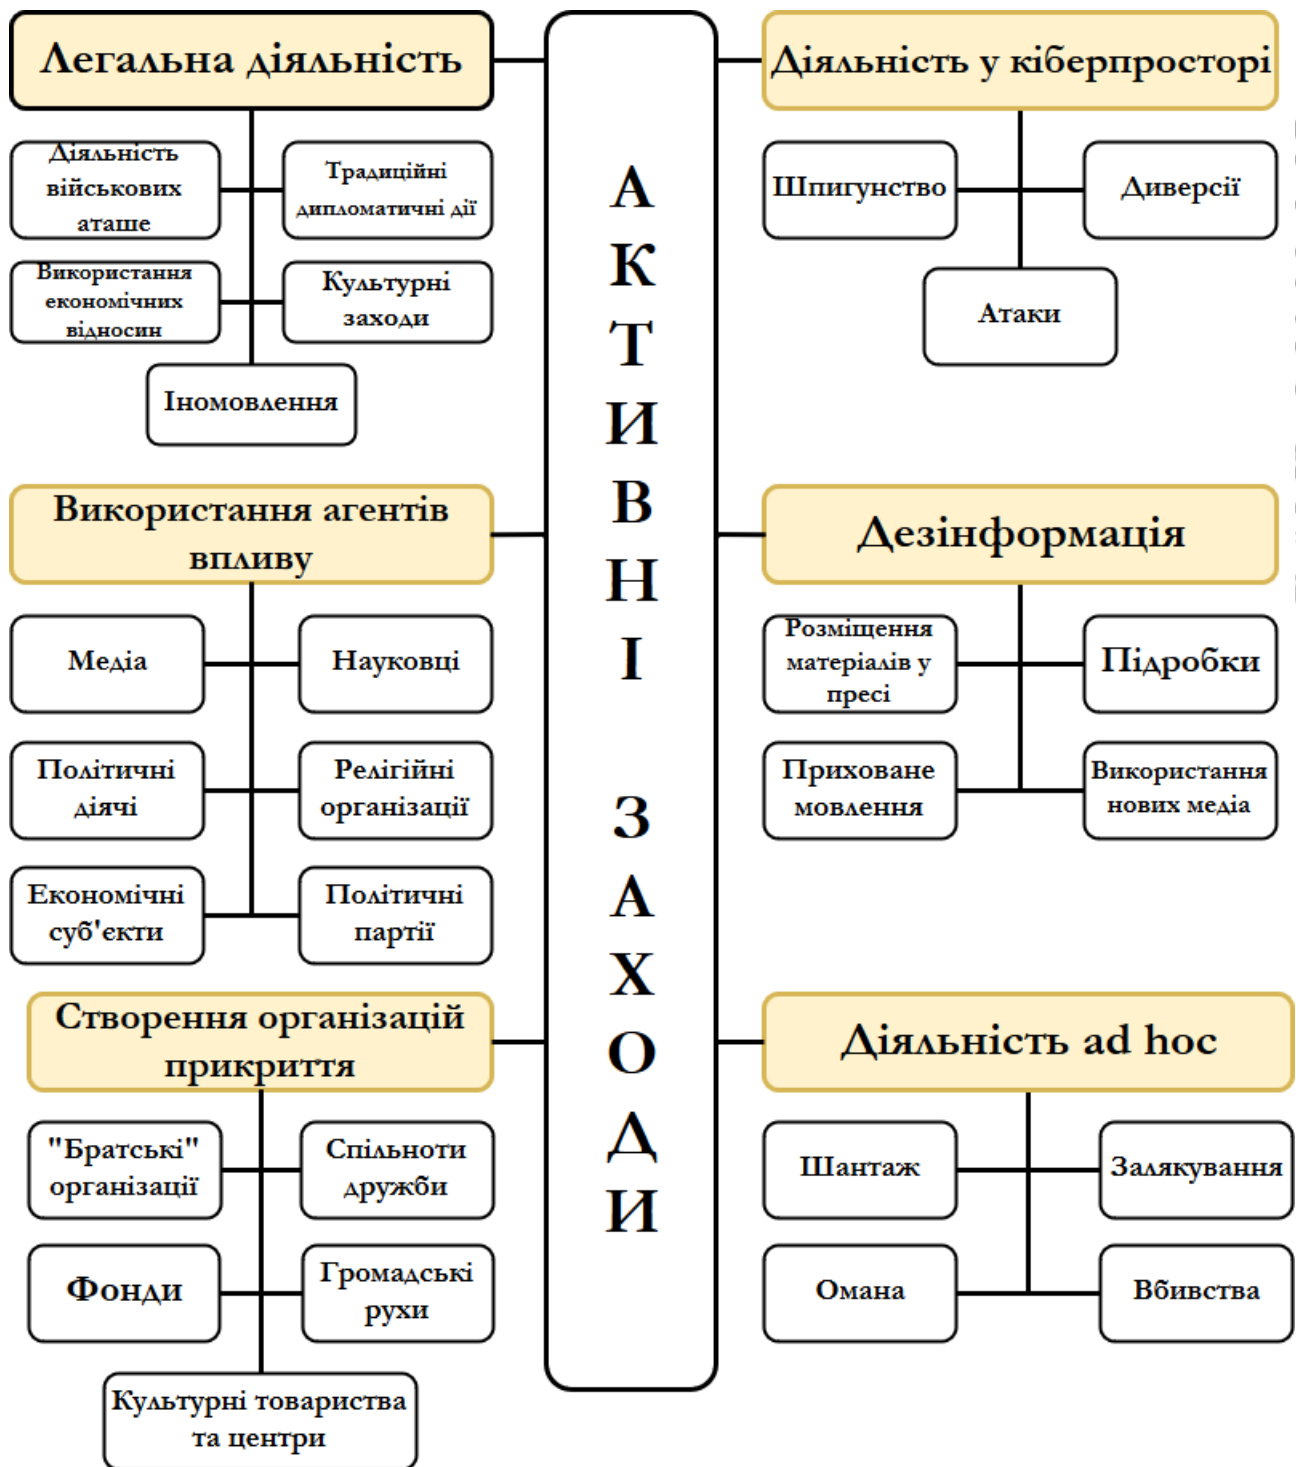 Легальна діяльність
Діяльність
військових
аташе
Традиційні
дипломатичні дії
Використання
економічних
відносин
Культурні
заходи
Іномовлення
Використання агентів
впливу
Медіа
Науковці
Політичні
діячі
Релігійні
організації
Економічні
суб'єкти
Політичні
партії
Створення організацій
прикриття
"Братські"
організації
Спільноти
дружби
Фонди
Громадські
рухи
Культурні товариства
та центри
А
К
Т
И
В
Н
І
З
А
Х
О
Д
И
Діяльність у кіберпросторі
Шпигунство
Диверсії
Атаки
Дезінформація
Розміщення
матеріалів у
пресі
Підробки
Приховане
мовлення
Використання
нових медіа
Діяльність ad hoc
Шантаж
Залякування
Омана
Вбивства